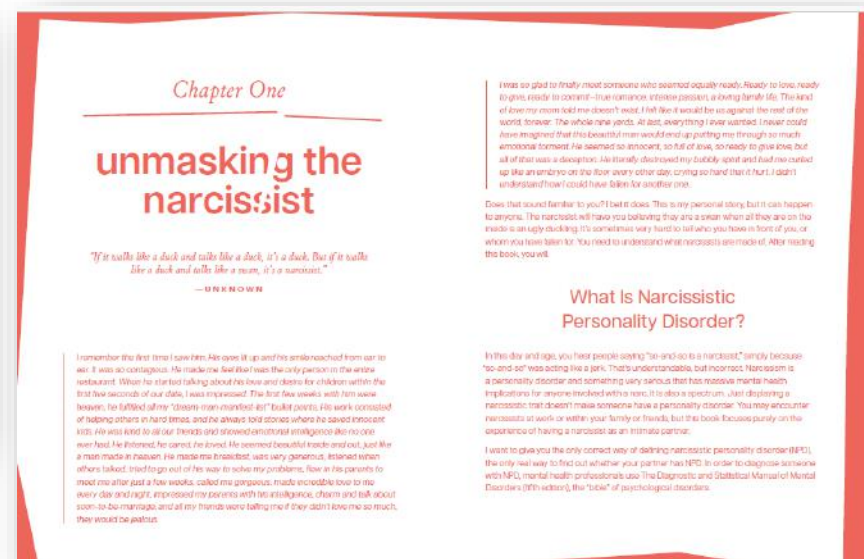 Chapter One
unmasking the
narcissist
"If it walks like a duck and talks like a duck, it's a duck. But if it walks
like a duck and talks like a swan, it's a narcissist."
—UNKNOWN
I remember the first time I saw him. His eyes lit up and his smile reached from ear to
ear. It was so contagious. He made me feel like I was the only person in the entire
restaurant. When he started talking about his love and desire for children within the
first five seconds of our date, I was impressed. The first few weeks with him were
heaven, he fulfilled all my "dream-man-manifest-list" bullet points. His work consisted
of helping others in hard times, and he always told stories where he saved innocent
kids. He was kind to all our friends and showed emotional intelligence like no one
ever had. He listened, he cared, he loved. He seemed beautiful inside and out, just like
a man made in heaven. He made me breakfast, was very generous, listened when
others talked, tried to go out of his way to solve my problems, flew in his parents to
meet me after just a few weeks, called me gorgeous, made incredible love to me
every day and night, impressed my parents with his intelligence, charm and talk about
soon-to-be-marriage, and all my friends were telling me if they didn't love me so much,
they would be jealous.
I was so glad to finally meet someone who seemed equally ready. Ready to love, ready
to give, ready to commit—true romance, intense passion, a loving family life. The kind
of love my mom told me doesn't exist. I felt like it would be us against the rest of the
world, forever. The whole nine yards. At last, everything I ever wanted. I never could
have imagined that this beautiful man would end up putting me through so much
emotional torment. He seemed so innocent, so full of love, so ready to give love, but
all of that was a deception. He literally destroyed my bubbly spirit and had me curled
up like an embryo on the floor every other day, crying so hard that it hurt. I didn't
understand how I could have fallen for another one.
Does that sound familiar to you? I bet it does. This is my personal story, but it can happen
to anyone. The narcissist will have you believing they are a swan when all they are on the
inside is an ugly duckling. It's sometimes very hard to tell who you have in front of you, or
whom you have fallen for. You need to understand what narcissists are made of. After reading
this book, you will.
What Is Narcissistic
Personality Disorder?
In this day and age, you hear people saying "so-and-so is a narcissist," simply because
"so-and-so" was acting like a jerk. That's understandable, but incorrect. Narcissism is
a personality disorder and something very serious that has massive mental health
implications for anyone involved with a narc. It is also a spectrum. Just displaying a
narcissistic trait doesn't make someone have a personality disorder. You may encounter
narcissists at work or within your family or friends, but this book focuses purely on the
experience of having a narcissist as an intimate partner.
I want to give you the only correct way of defining narcissistic personality disorder (NPD),
the only real way to find out whether your partner has NPD. In order to diagnose someone
with NPD, mental health professionals use The Diagnostic and Statistical Manual of Mental
Disorders (fifth edition), the "bible" of psychological disorders.